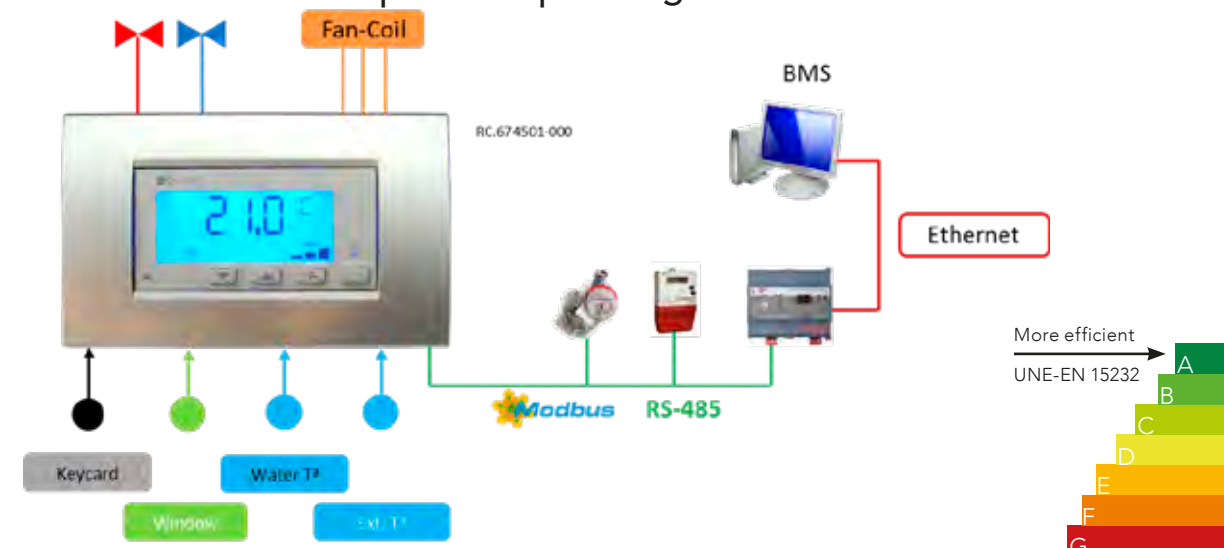 Fan-Coil
BMS
RC.674501-000
21.0 °C
Ethernet
More efficient
UNE-EN 15232
A
B
C
D
E
F
G
Modbus RS-485
Keycard
Water Tª
Window
Ext. Tª